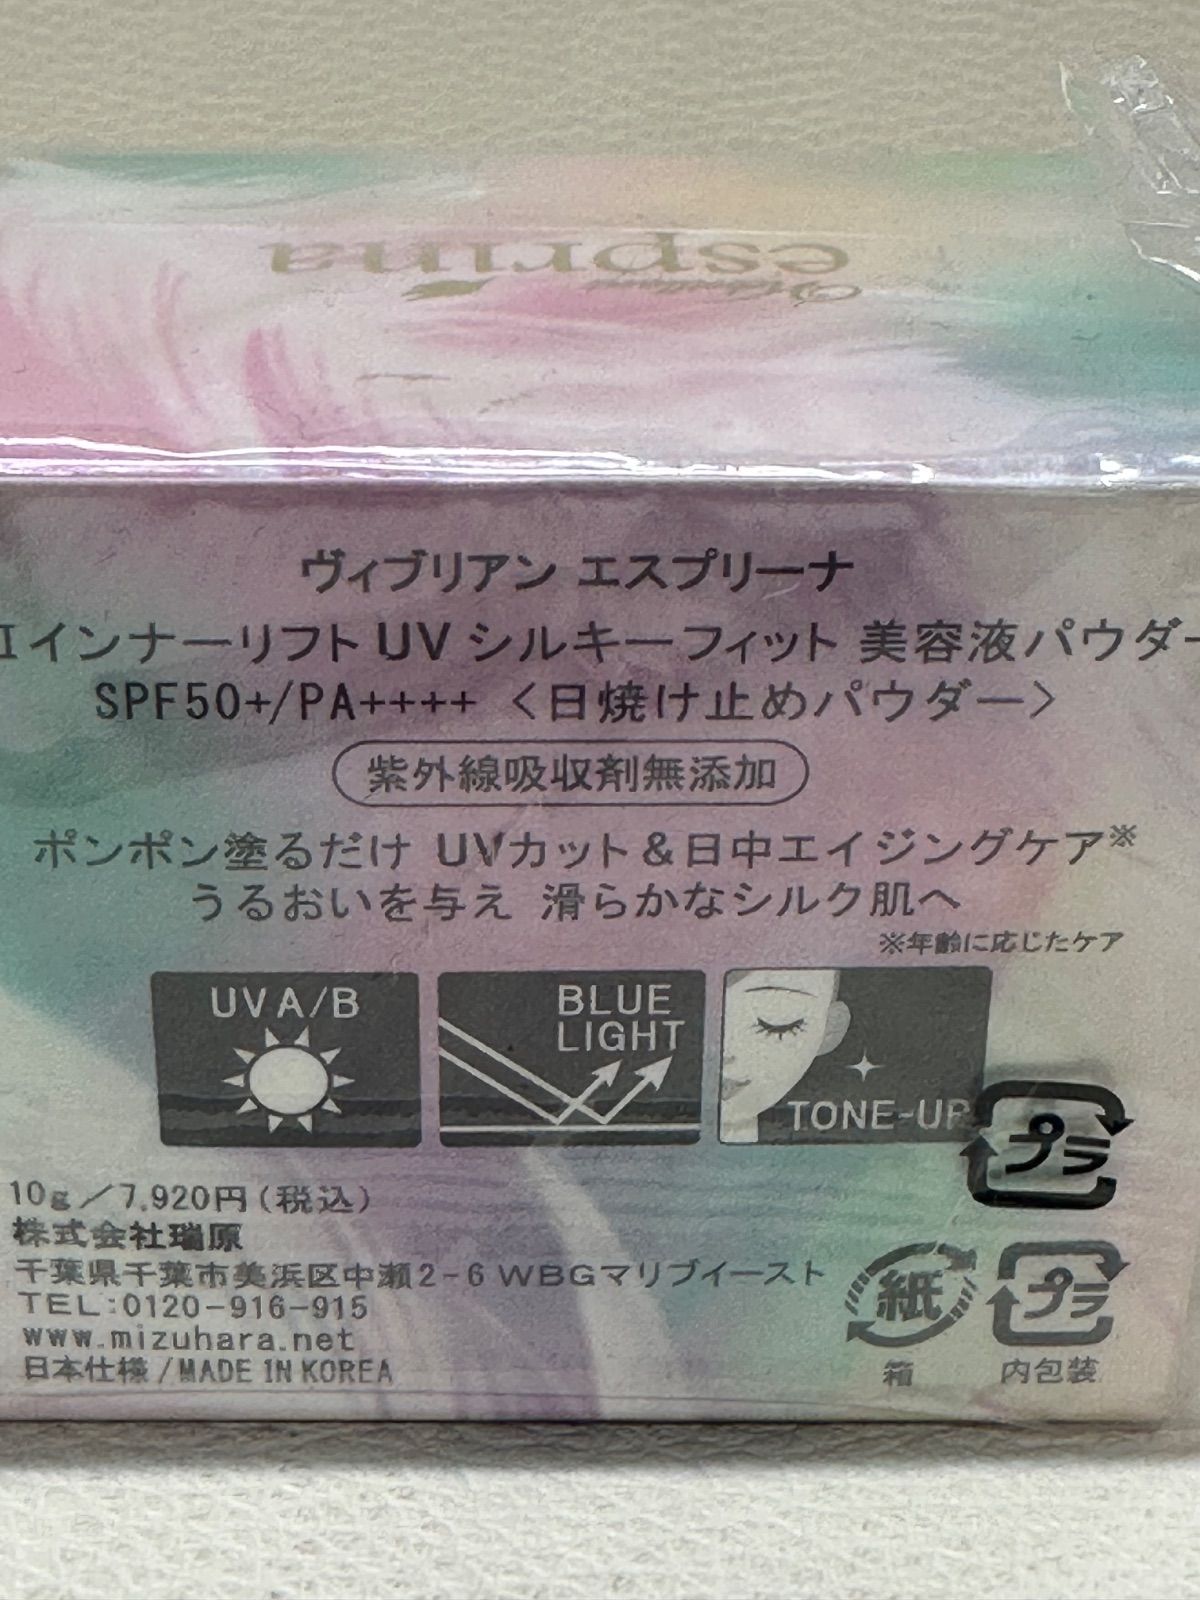 esprina
ヴィブリアン エスプリーナ
インナーリフト UV シルキーフィット 美容液パウダー
SPF50+/PA++++ 〈日焼け止めパウダー〉
紫外線吸収剤無添加
ポンポン塗るだけ UVカット&日中エイジングケア※
うるおいを与え 滑らかなシルク肌へ
※年齢に応じたケア
UVA/B
BLUE
LIGHT
TONE-UP
プラ
10g／7,920円(税込)
株式会社瑞原
千葉県千葉市美浜区中瀬2-6 WBGマリブイースト
TEL:0120-916-915
www.mizuhara.net
日本仕様/MADE IN KOREA
紙
箱
プラ
内包装